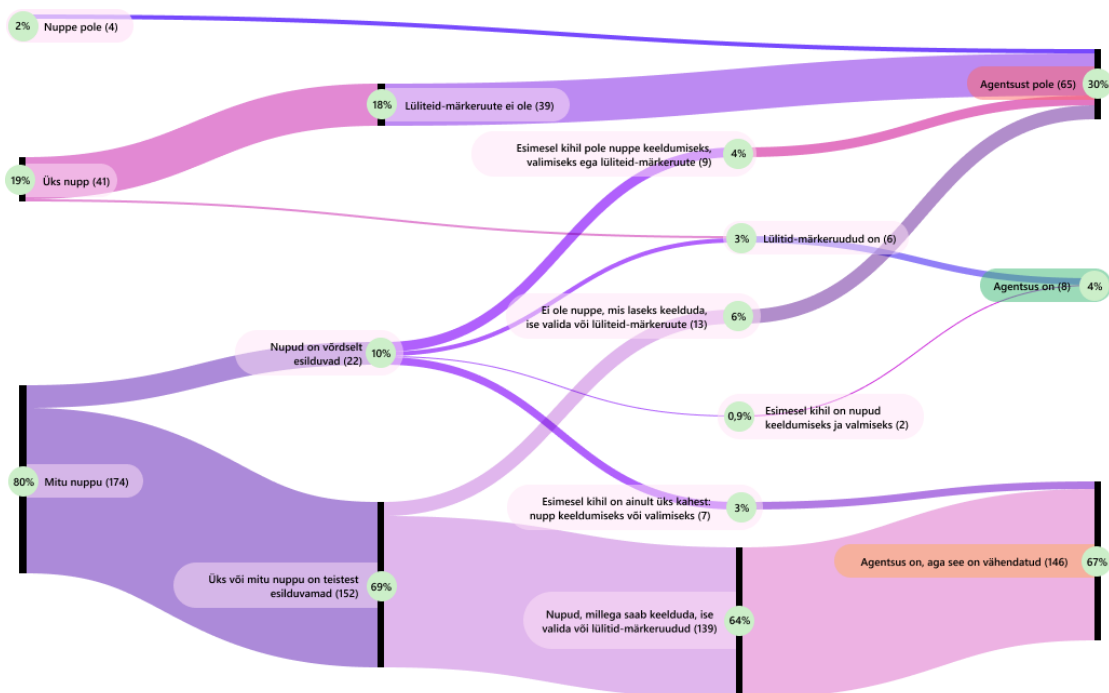 2% Nuppe pole (4)
Agentsust pole (65) 30%
18% Lüliteid-märkeruute ei ole (39)
Esimesel kihil pole nuppe keeldumiseks,
valimiseks ega lüliteid-märkeruute (9)
4%
19% Üks nupp (41)
3% Lülitid-märkeruudud on (6)
Agentsus on (8) 4%
Ei ole nuppe, mis laseks keelduda,
ise valida või lüliteid-märkeruute (13)
6%
Nupud on võrdselt
esilduvad (22)
10%
0,9%
Esimesel kihil on nupud
keeldumiseks ja valmiseks (2)
80% Mitu nuppu (174)
Esimesel kihil on ainult üks kahest:
nupp keeldumiseks või valimiseks (7)
3%
Agentsus on, aga see on vähendatud (146) 67%
Üks või mitu nuppu on teistest
esilduvamad (152)
69%
Nupud, millega saab keelduda, ise
valida või lülitid-märkeruudud (139)
64%